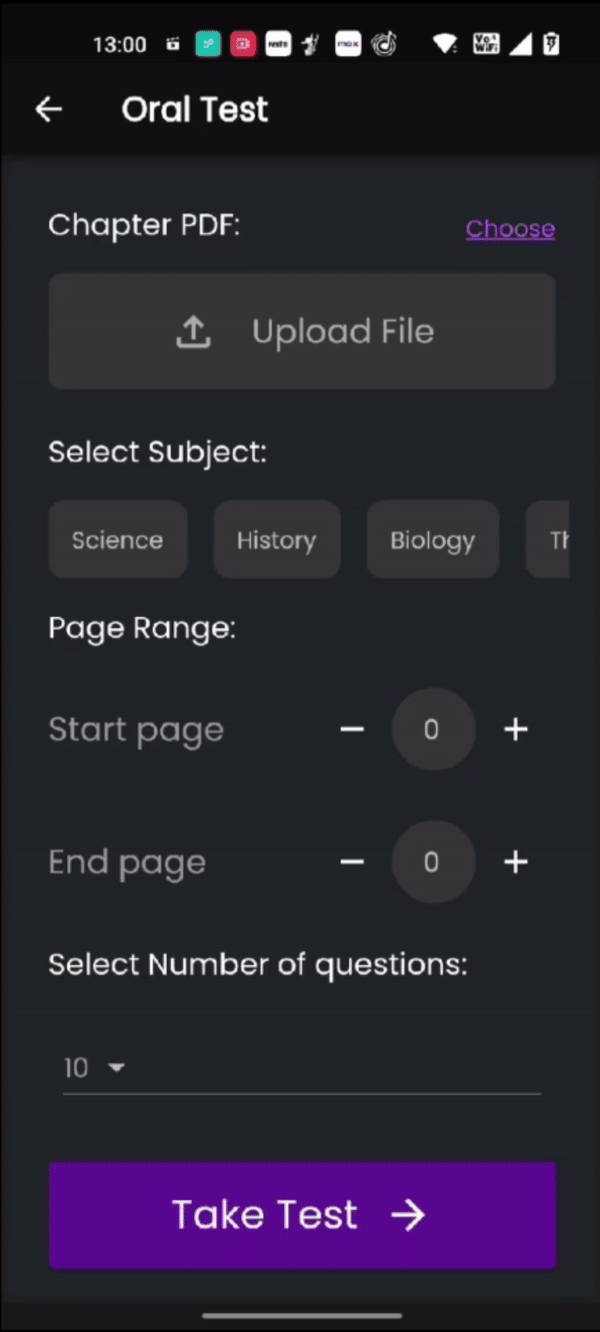 13:00
Oral Test
Chapter PDF: Choose
Upload File
Select Subject:
Science History Biology Th
Page Range:
Start page − 0 +
End page − 0 +
Select Number of questions:
10
Take Test →